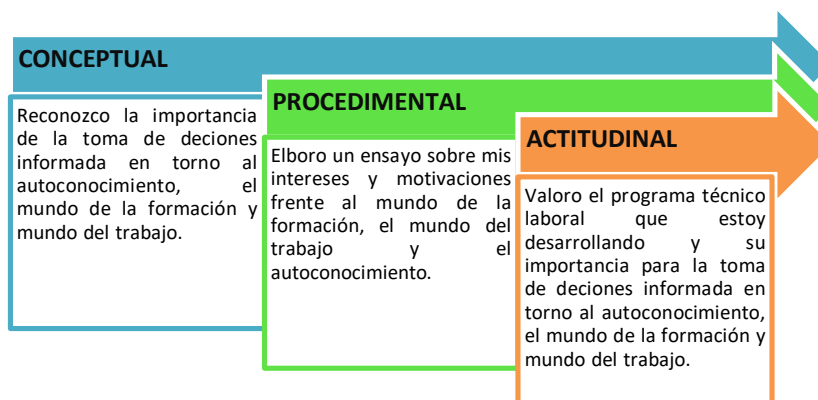 CONCEPTUAL
Reconozco la importancia
de la toma de deciones
informada en torno al
autoconocimiento, el
mundo de la formación y
mundo del trabajo.
PROCEDIMENTAL
Elboro un ensayo sobre mis
intereses y motivaciones
frente al mundo de la
formación, el mundo del
trabajo y el
autoconocimiento.
ACTITUDINAL
Valoro el programa técnico
laboral que estoy
desarrollando y su
importancia para la toma
de deciones informada en
torno al autoconocimiento,
el mundo de la formación y
mundo del trabajo.